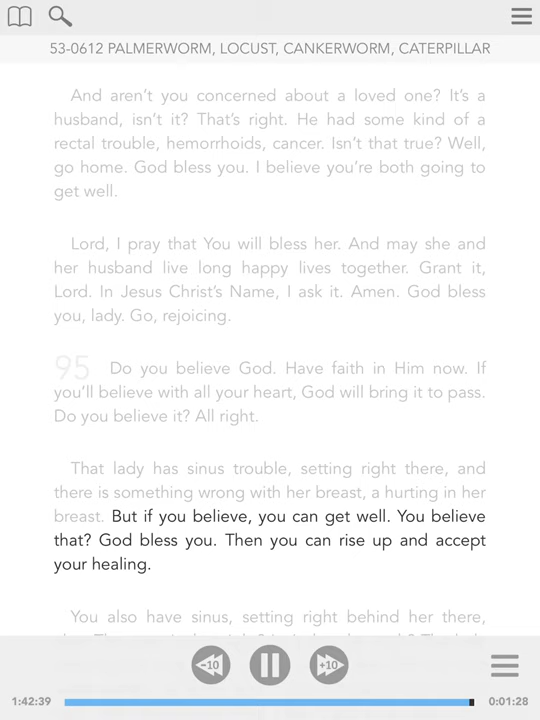 53-0612 PALMERWORM, LOCUST, CANKERWORM, CATERPILLAR
And aren't you concerned about a loved one? It's a
husband, isn't it? That's right. He had some kind of a
rectal trouble, hemorrhoids, cancer. Isn't that true? Well,
go home. God bless you. I believe you're both going to
get well.
Lord, I pray that You will bless her. And may she and
her husband live long happy lives together. Grant it,
Lord. In Jesus Christ's Name, I ask it. Amen. God bless
you, lady. Go, rejoicing.
95 Do you believe God. Have faith in Him now. If
you'll believe with all your heart, God will bring it to pass.
Do you believe it? All right.
That lady has sinus trouble, setting right there, and
there is something wrong with her breast, a hurting in her
breast. But if you believe, you can get well. You believe
that? God bless you. Then you can rise up and accept
your healing.
You also have sinus, setting right behind her there,
-10
+10
1:42:39
0:01:28